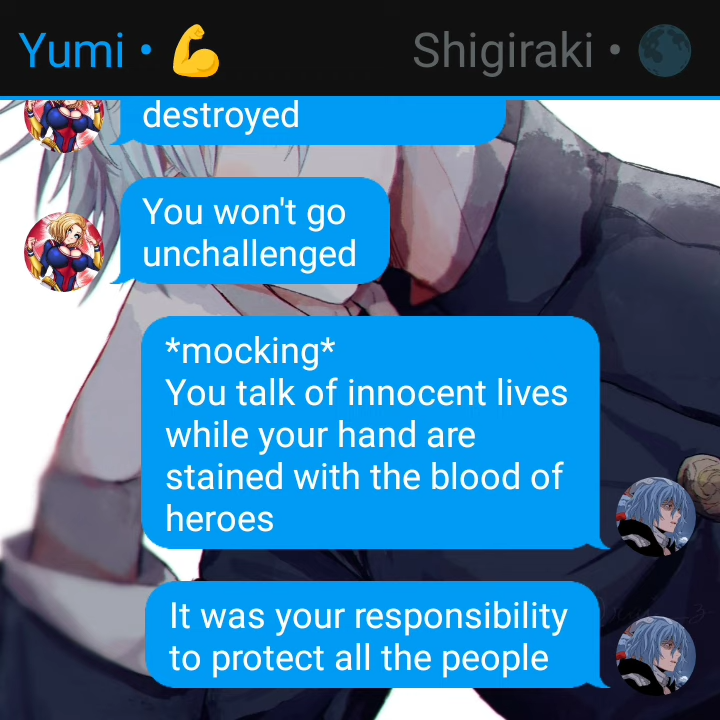 Yumi • 💪 Shigiraki • 🌑
destroyed
You won't go
unchallenged
*mocking*
You talk of innocent lives
while your hand are
stained with the blood of
heroes
It was your responsibility
to protect all the people